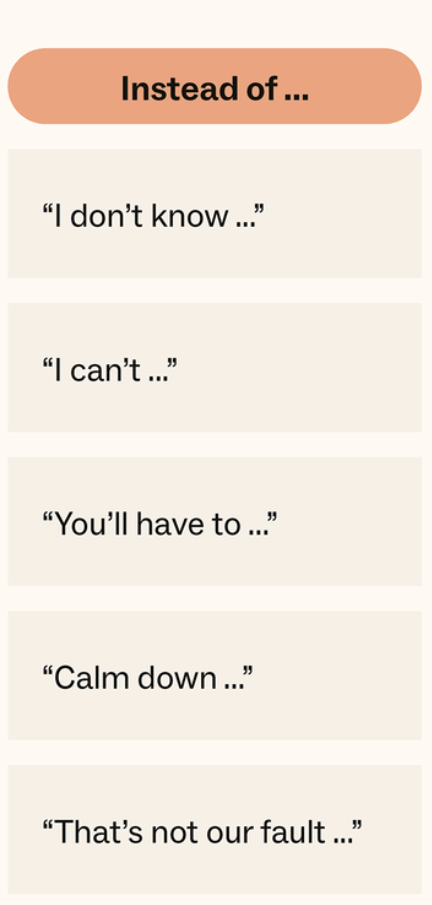 Instead of ...
“I don’t know ...”
“I can’t ...”
“You’ll have to ...”
“Calm down ...”
“That’s not our fault ...”